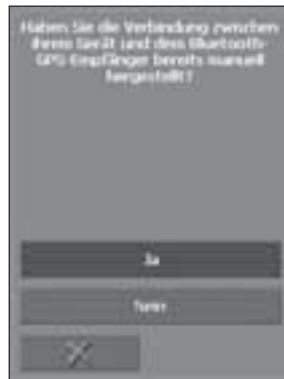 Haben Sie die Verbindung zwischen
Ihrem Gerät und dem Bluetooth-
GPS-Empfänger bereits manuell
hergestellt?
Ja
Nein